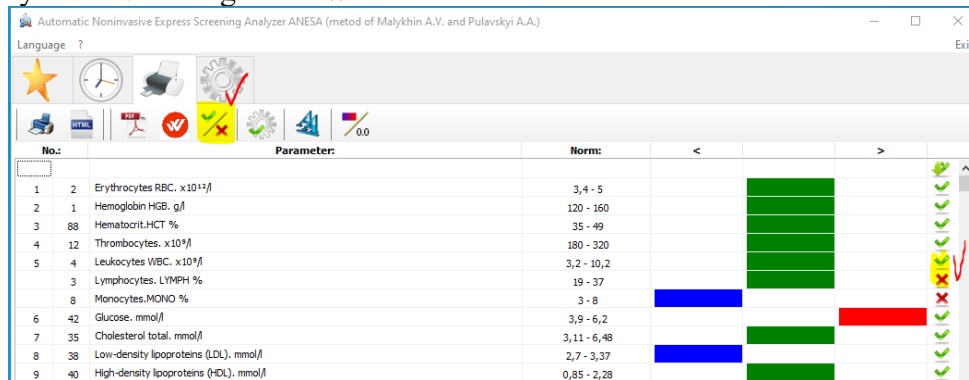 Automatic Noninvasive Express Screening Analyzer ANESA (metod of Malykhin A.V. and Pulavskyi A.A.)
Language ? Exi
HTML PDF W 0.0
No.: Parameter: Norm: < >
1 2 Erythrocytes RBC. x10¹²/l 3,4 - 5
2 1 Hemoglobin HGB. g/l 120 - 160
3 88 Hematocrit.HCT % 35 - 49
4 12 Thrombocytes. x10⁹/l 180 - 320
5 4 Leukocytes WBC. x10⁹/l 3,2 - 10,2
3 Lymphocytes. LYMPH % 19 - 37
8 Monocytes.MONO % 3 - 8
6 42 Glucose. mmol/l 3,9 - 6,2
7 35 Cholesterol total. mmol/l 3,11 - 6,48
8 38 Low-density lipoproteins (LDL). mmol/l 2,7 - 3,37
9 40 High-density lipoproteins (HDL). mmol/l 0,85 - 2,28